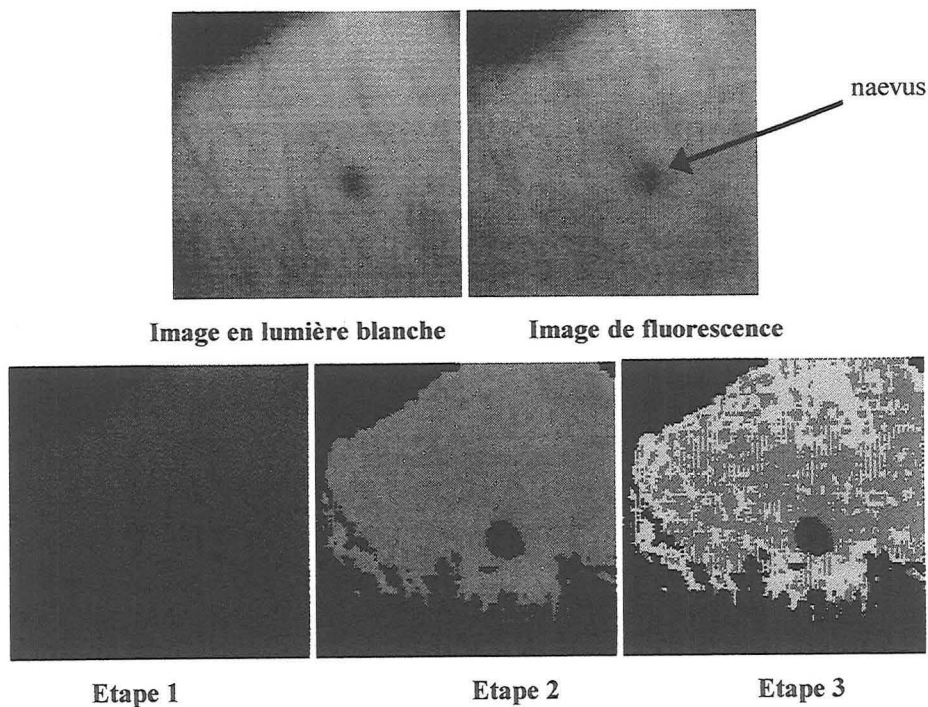 naevus
Image en lumière blanche
Image de fluorescence
Etape 1
Etape 2
Etape 3